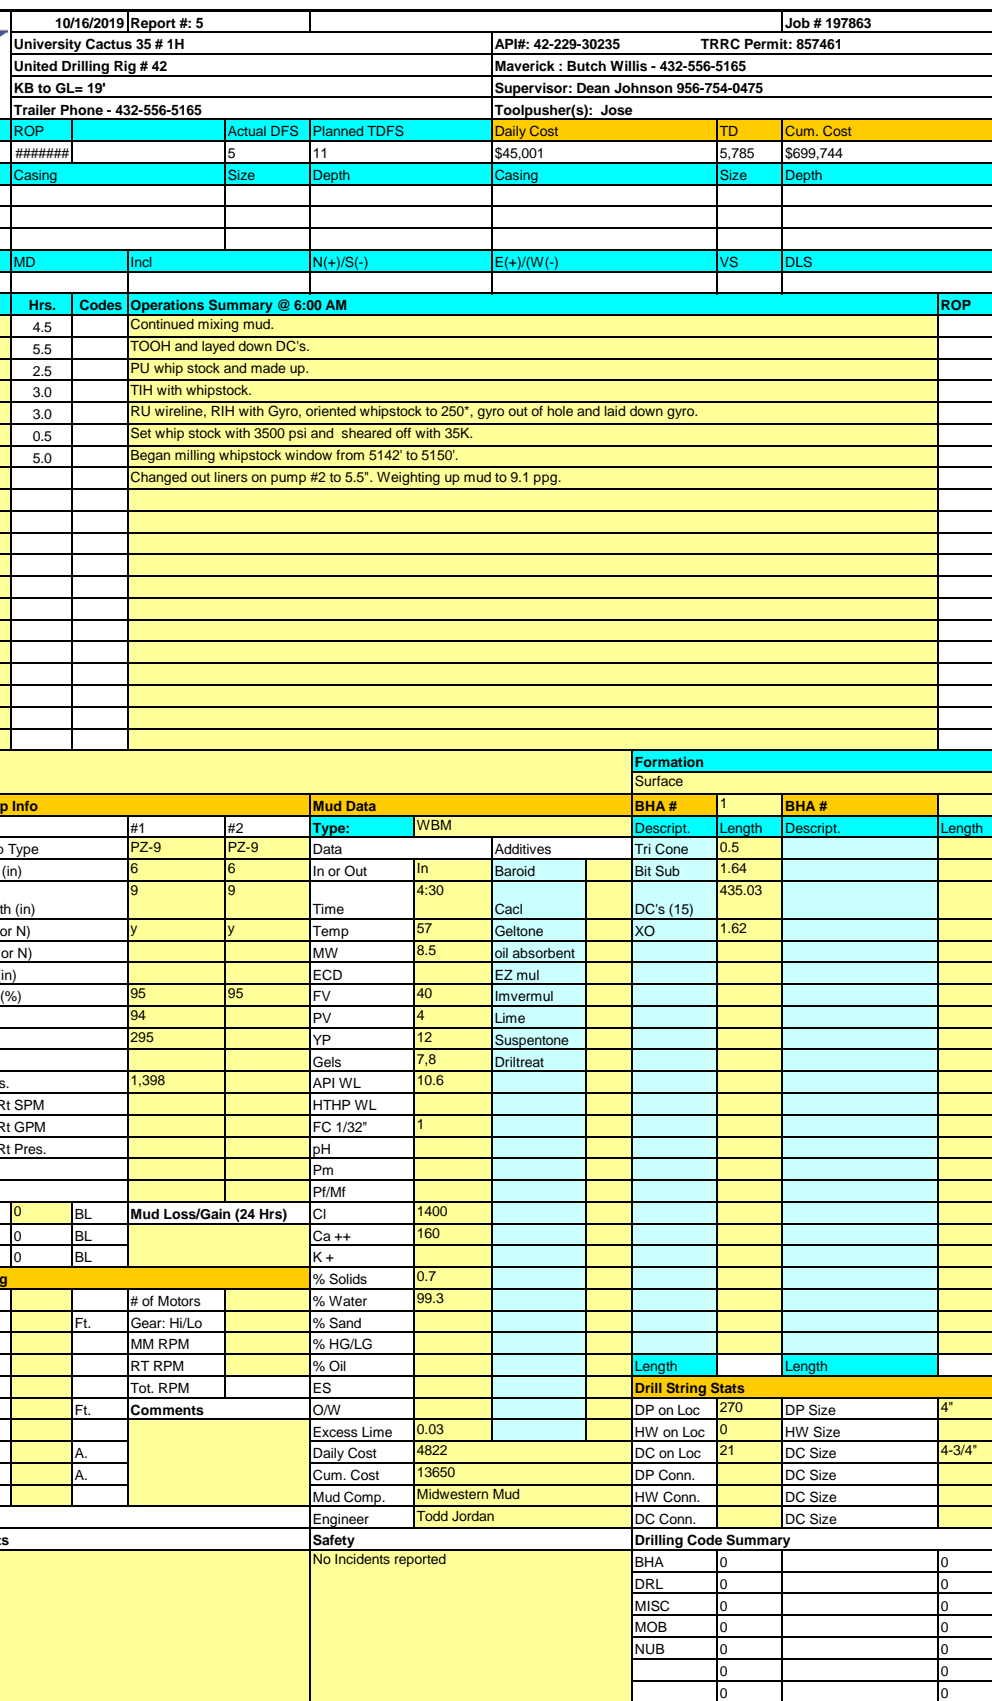 10/16/2019 Report #: 5 Job # 197863
University Cactus 35 # 1H API#: 42-229-30235 TRRC Permit: 857461
United Drilling Rig # 42 Maverick : Butch Willis - 432-556-5165
KB to GL= 19' Supervisor: Dean Johnson 956-754-0475
Trailer Phone - 432-556-5165 Toolpusher(s): Jose
ROP Actual DFS Planned TDFS Daily Cost TD Cum. Cost
####### 5 11 $45,001 5,785 $699,744
Casing Size Depth Casing Size Depth
MD Incl N(+)/S(-) E(+)/(W(-) VS DLS
Hrs. Codes Operations Summary @ 6:00 AM ROP
4.5 Continued mixing mud.
5.5 TOOH and layed down DC's.
2.5 PU whip stock and made up.
3.0 TIH with whipstock.
3.0 RU wireline, RIH with Gyro, oriented whipstock to 250*, gyro out of hole and laid down gyro.
0.5 Set whip stock with 3500 psi and sheared off with 35K.
5.0 Began milling whipstock window from 5142' to 5150'.
Changed out liners on pump #2 to 5.5". Weighting up mud to 9.1 ppg.
Formation
Surface
p Info Mud Data BHA # 1 BHA #
#1 #2 Type: WBM Descript. Length Descript. Length
o Type PZ-9 PZ-9 Data Additives Tri Cone 0.5
(in) 6 6 In or Out In Baroid Bit Sub 1.64
th (in) 9 9 Time 4:30 Cacl DC's (15) 435.03
or N) y y Temp 57 Geltone XO 1.62
or N) MW 8.5 oil absorbent
(in) ECD EZ mul
(%) 95 95 FV 40 Imvermul
94 PV 4 Lime
295 YP 12 Suspentone
Gels 7,8 Driltreat
s. 1,398 API WL 10.6
Rt SPM HTHP WL
Rt GPM FC 1/32" 1
Rt Pres. pH
Pm
Pf/Mf
0 BL Mud Loss/Gain (24 Hrs) Cl 1400
0 BL Ca ++ 160
0 BL K +
g % Solids 0.7
# of Motors % Water 99.3
Ft. Gear: Hi/Lo % Sand
MM RPM % HG/LG
RT RPM % Oil Length Length
Tot. RPM ES Drill String Stats
Ft. Comments O/W DP on Loc 270 DP Size 4"
Excess Lime 0.03 HW on Loc 0 HW Size
A. Daily Cost 4822 DC on Loc 21 DC Size 4-3/4"
A. Cum. Cost 13650 DP Conn. DC Size
Mud Comp. Midwestern Mud HW Conn. DC Size
Engineer Todd Jordan DC Conn. DC Size
ts Safety Drilling Code Summary
No Incidents reported BHA 0 0
DRL 0 0
MISC 0 0
MOB 0 0
NUB 0 0
0 0
0 0